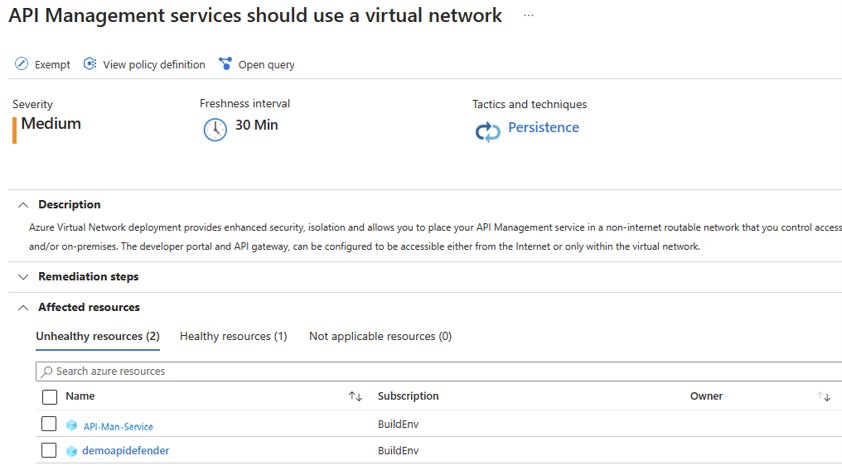 API Management services should use a virtual network ...
Exempt View policy definition Open query
Severity Freshness interval Tactics and techniques
Medium 30 Min Persistence
Description
Azure Virtual Network deployment provides enhanced security, isolation and allows you to place your API Management service in a non-internet routable network that you control access
and/or on-premises. The developer portal and API gateway, can be configured to be accessible either from the Internet or only within the virtual network.
Remediation steps
Affected resources
Unhealthy resources (2) Healthy resources (1) Not applicable resources (0)
Search azure resources
Name Subscription Owner
API-Man-Service BuildEnv
demoapidefender BuildEnv